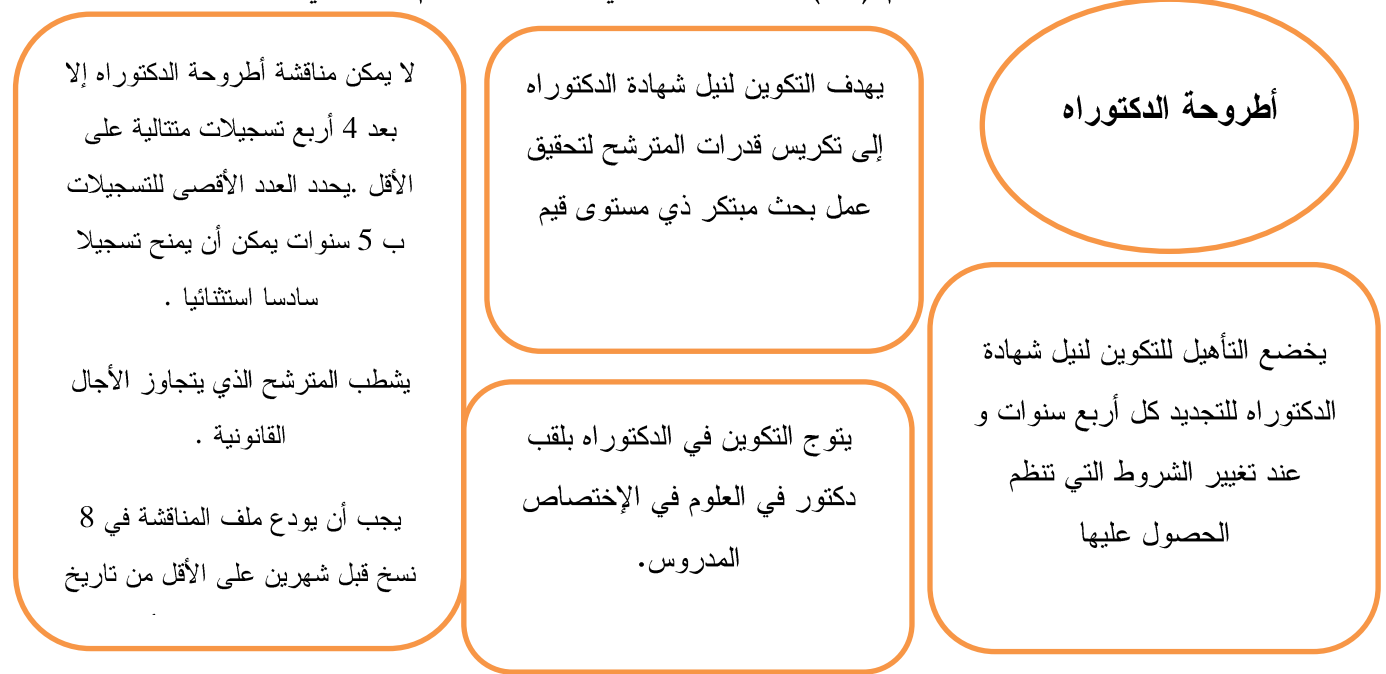 أطروحة الدكتوراه
يهدف التكوين لنيل شهادة الدكتوراه
إلى تكريس قدرات المترشح لتحقيق
عمل بحث مبتكر ذي مستوى قيم
لا يمكن مناقشة أطروحة الدكتوراه إلا
بعد 4 أربع تسجيلات متتالية على
الأقل .يحدد العدد الأقصى للتسجيلات
ب 5 سنوات يمكن أن يمنح تسجيلا
سادسا استثنائيا .
يشطب المترشح الذي يتجاوز الأجال
القانونية .
يجب أن يودع ملف المناقشة في 8
نسخ قبل شهرين على الأقل من تاريخ
يخضع التأهيل للتكوين لنيل شهادة
الدكتوراه للتجديد كل أربع سنوات و
عند تغيير الشروط التي تنظم
الحصول عليها
يتوج التكوين في الدكتوراه بلقب
دكتور في العلوم في الإختصاص
المدروس.